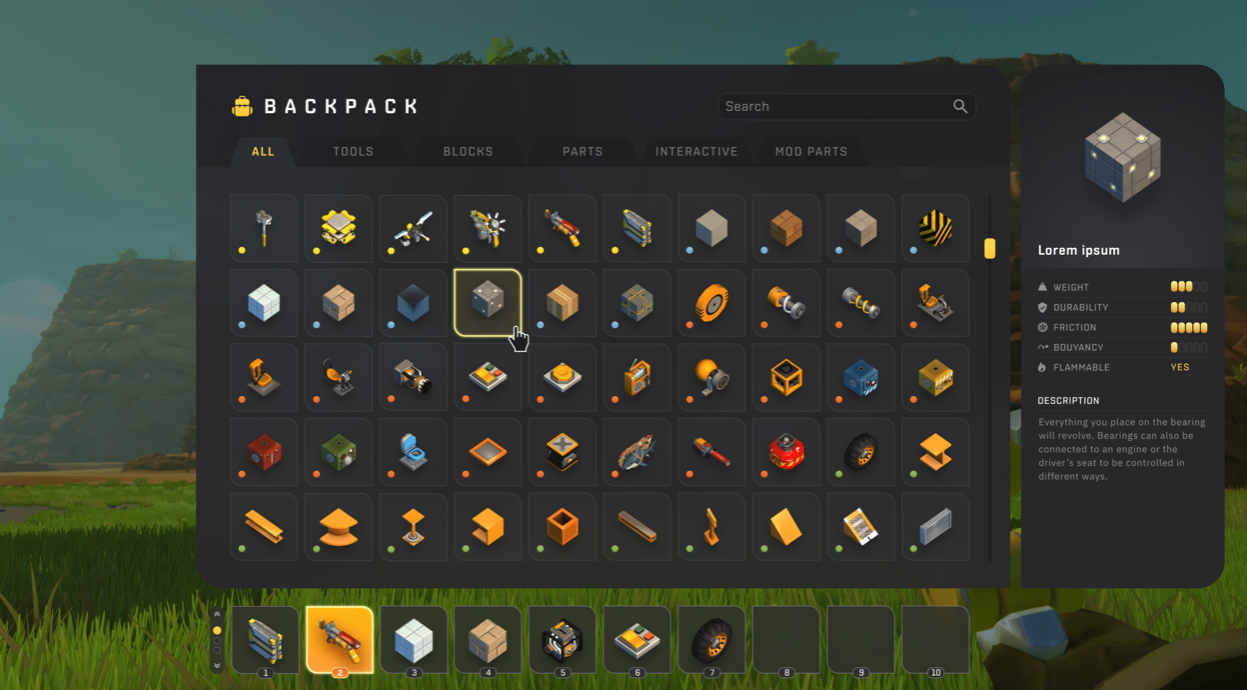 BACKPACK
Search
ALL
TOOLS
BLOCKS
PARTS
INTERACTIVE
MOD PARTS
Lorem ipsum
WEIGHT
DURABILITY
FRICTION
BOUYANCY
FLAMMABLE YES
DESCRIPTION
Everything you place on the bearing
will revolve. Bearings can also be
connected to an engine or the
driver's seat to be controlled in
different ways.
1
2
3
4
5
6
7
8
9
10